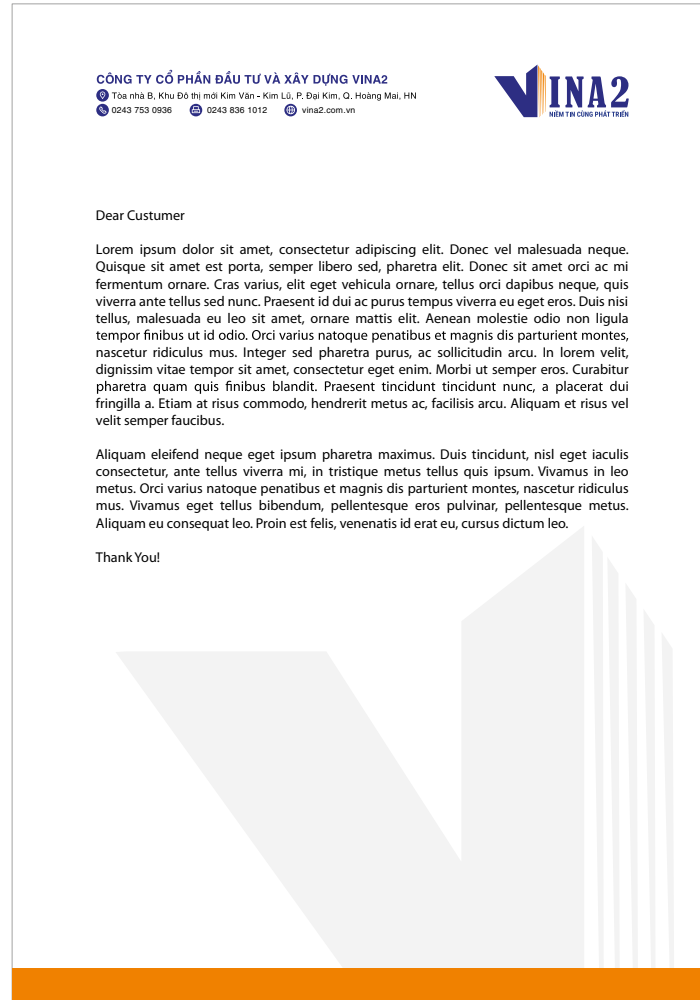 CÔNG TY CỔ PHẦN ĐẦU TƯ VÀ XÂY DỰNG VINA2
Tòa nhà B, Khu Đô thị mới Kim Văn - Kim Lũ, P. Đại Kim, Q. Hoàng Mai, HN
0243 753 0936 0243 836 1012 vina2.com.vn
VINA2
NIỀM TIN CÙNG PHÁT TRIỂN
Dear Custumer
Lorem ipsum dolor sit amet, consectetur adipiscing elit. Donec vel malesuada neque.
Quisque sit amet est porta, semper libero sed, pharetra elit. Donec sit amet orci ac mi
fermentum ornare. Cras varius, elit eget vehicula ornare, tellus orci dapibus neque, quis
viverra ante tellus sed nunc. Praesent id dui ac purus tempus viverra eu eget eros. Duis nisi
tellus, malesuada eu leo sit amet, ornare mattis elit. Aenean molestie odio non ligula
tempor finibus ut id odio. Orci varius natoque penatibus et magnis dis parturient montes,
nascetur ridiculus mus. Integer sed pharetra purus, ac sollicitudin arcu. In lorem velit,
dignissim vitae tempor sit amet, consectetur eget enim. Morbi ut semper eros. Curabitur
pharetra quam quis finibus blandit. Praesent tincidunt tincidunt nunc, a placerat dui
fringilla a. Etiam at risus commodo, hendrerit metus ac, facilisis arcu. Aliquam et risus vel
velit semper faucibus.
Aliquam eleifend neque eget ipsum pharetra maximus. Duis tincidunt, nisl eget iaculis
consectetur, ante tellus viverra mi, in tristique metus tellus quis ipsum. Vivamus in leo
metus. Orci varius natoque penatibus et magnis dis parturient montes, nascetur ridiculus
mus. Vivamus eget tellus bibendum, pellentesque eros pulvinar, pellentesque metus.
Aliquam eu consequat leo. Proin est felis, venenatis id erat eu, cursus dictum leo.
Thank You!